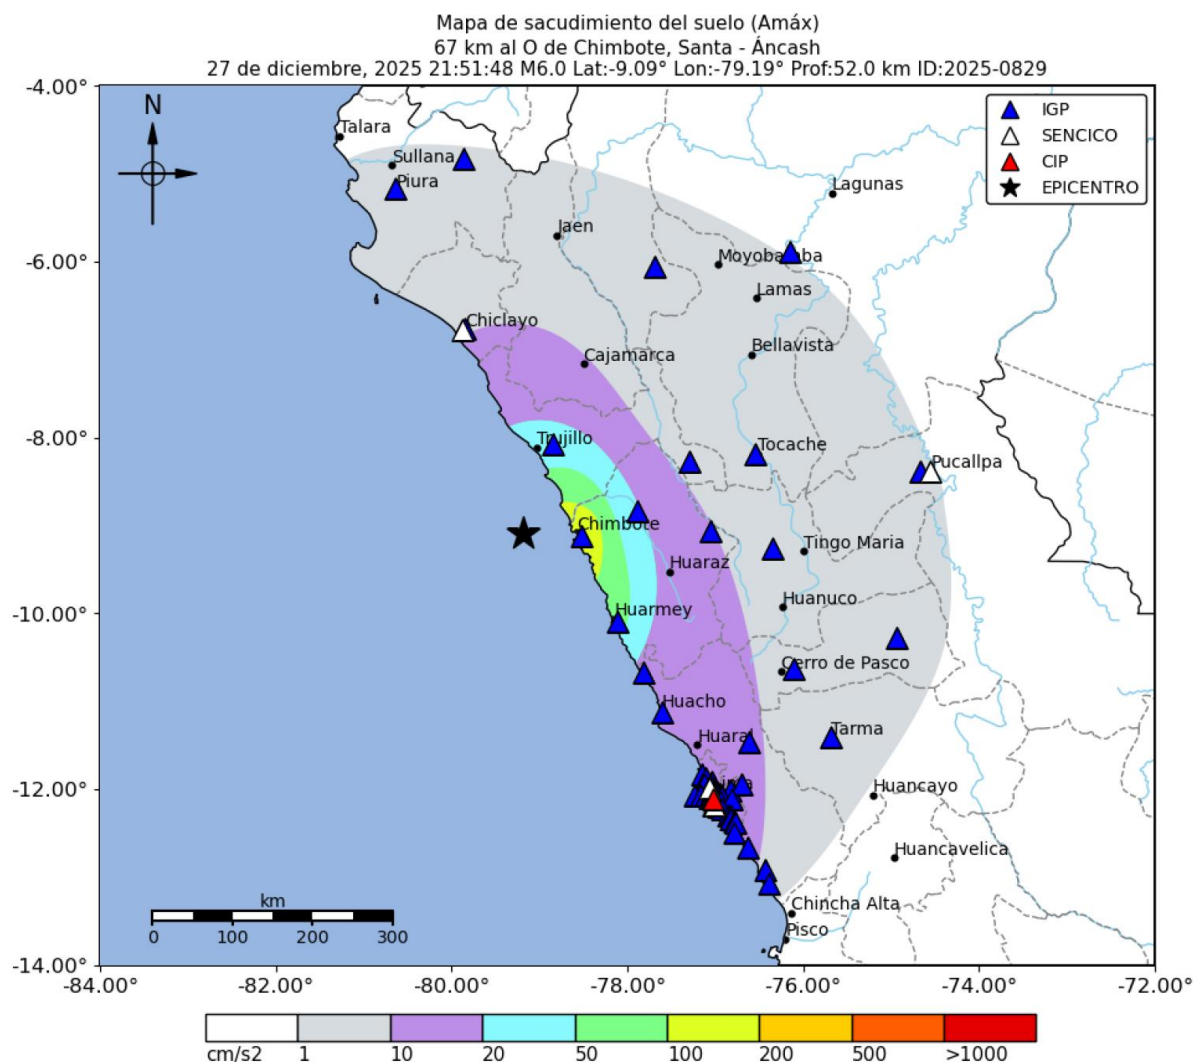 Mapa de sacudimiento del suelo (Amáx)
67 km al O de Chimbote, Santa - Áncash
27 de diciembre, 2025 21:51:48 M6.0 Lat:-9.09° Lon:-79.19° Prof:52.0 km ID:2025-0829
-4.00°
N
IGP
SENCICO
CIP
EPICENTRO
Talara
Sullana
Piura
Lagunas
Jaen
Moyobamba
-6.00°
Lamas
Chiclayo
Bellavista
Cajamarca
-8.00°
Trujillo
Tocache
Pucallpa
Chimbote
Tingo Maria
Huaraz
Huanuco
-10.00°
Huarmey
Cerro de Pasco
Huacho
Tarma
Huaral
-12.00°
Huancayo
Huancavelica
Chincha Alta
Pisco
km
0 100 200 300
-14.00°
-84.00° -82.00° -80.00° -78.00° -76.00° -74.00° -72.00°
cm/s2 1 10 20 50 100 200 500 >1000